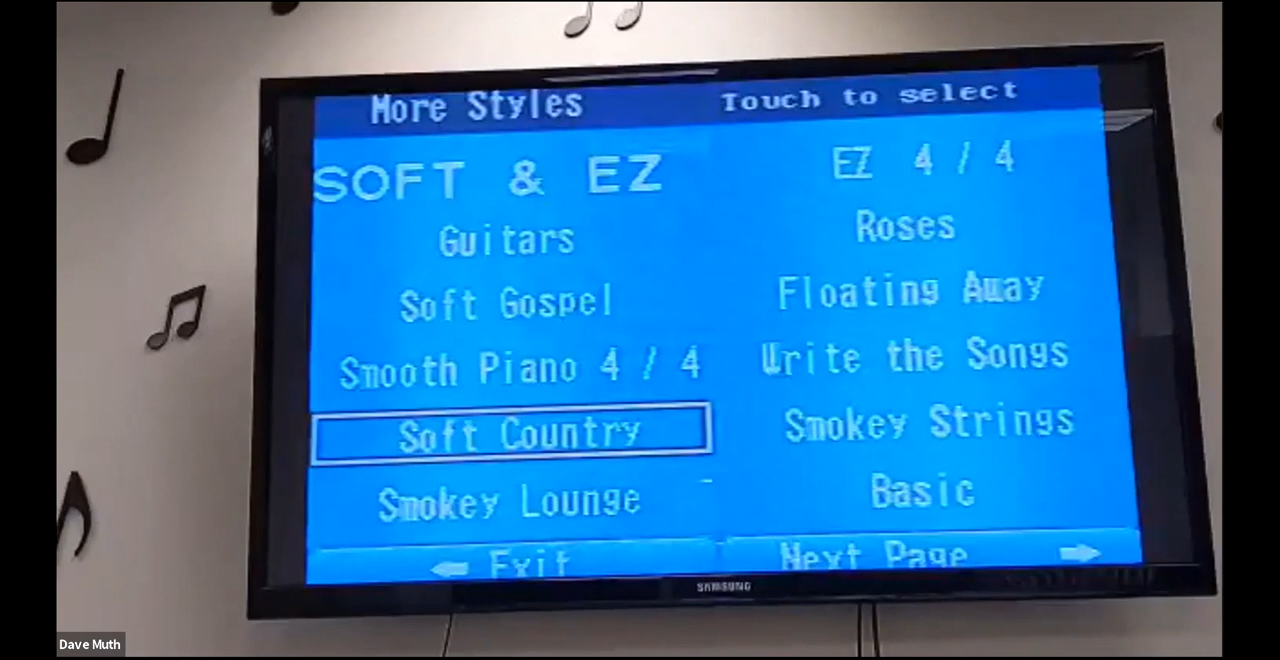 More Styles
Touch to select
SOFT & EZ
Guitars
Soft Gospel
Smooth Piano 4 / 4
Soft Country
Smokey Lounge
Exit
EZ 4 / 4
Roses
Floating Away
Write the Songs
Smokey Strings
Basic
Next Page
SAMSUNG
Dave Muth